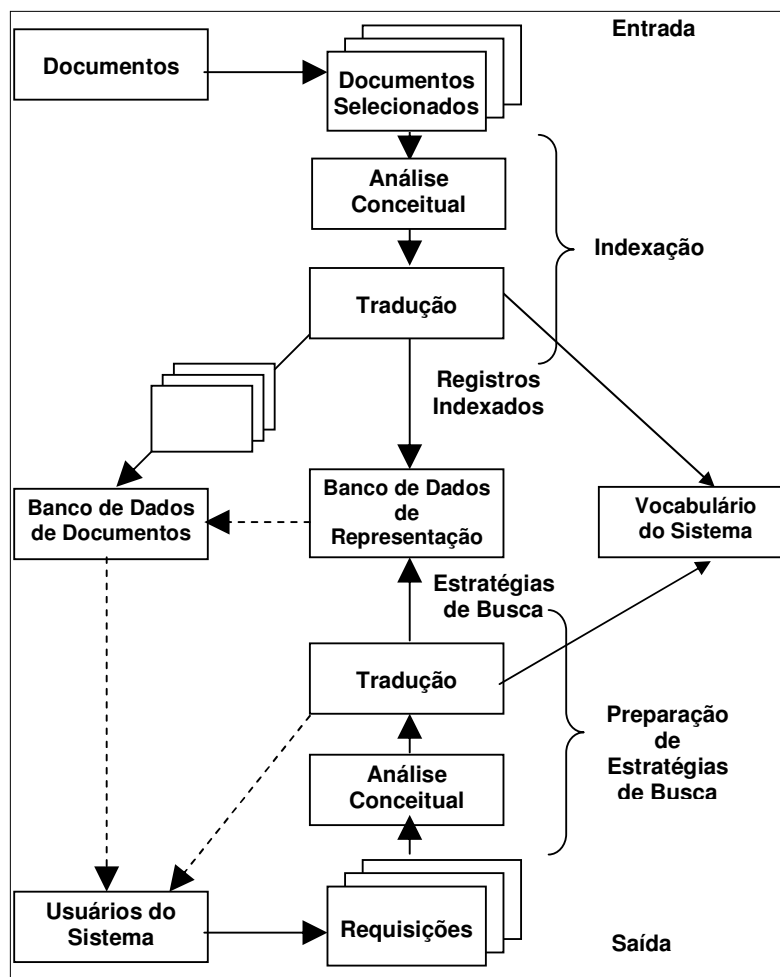 Entrada
Documentos
Documentos
Selecionados
Análise
Conceitual
Indexação
Tradução
Registros
Indexados
Banco de Dados
de Documentos
Banco de Dados
de
Representação
Vocabulário
do Sistema
Estratégias
de Busca
Tradução
Preparação
de
Estratégias
de Busca
Análise
Conceitual
Usuários do
Sistema
Requisições
Saída